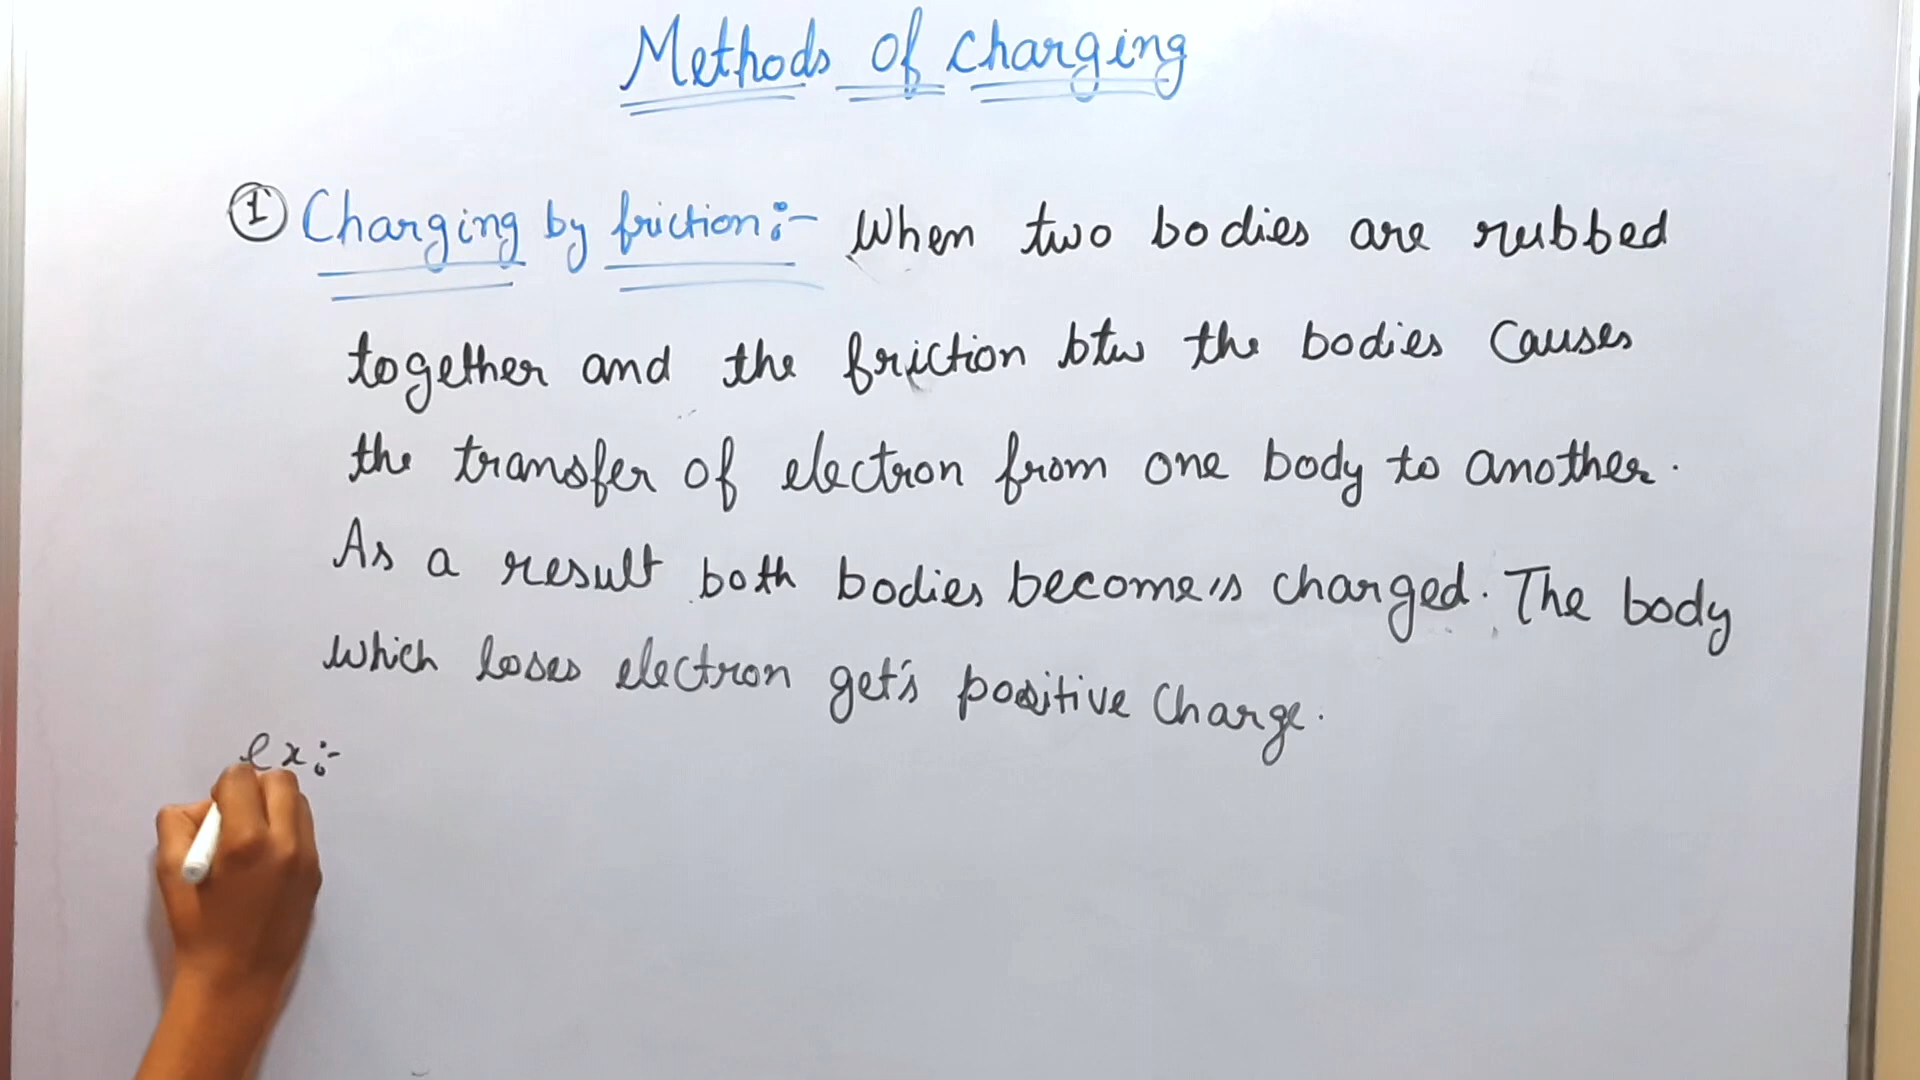 Methods of charging
① Charging by friction:- When two bodies are rubbed
together and the friction btw the bodies causes
the transfer of electron from one body to another.
As a result both bodies become,s charged. The body
which loses electron get's positive charge.
ex:-